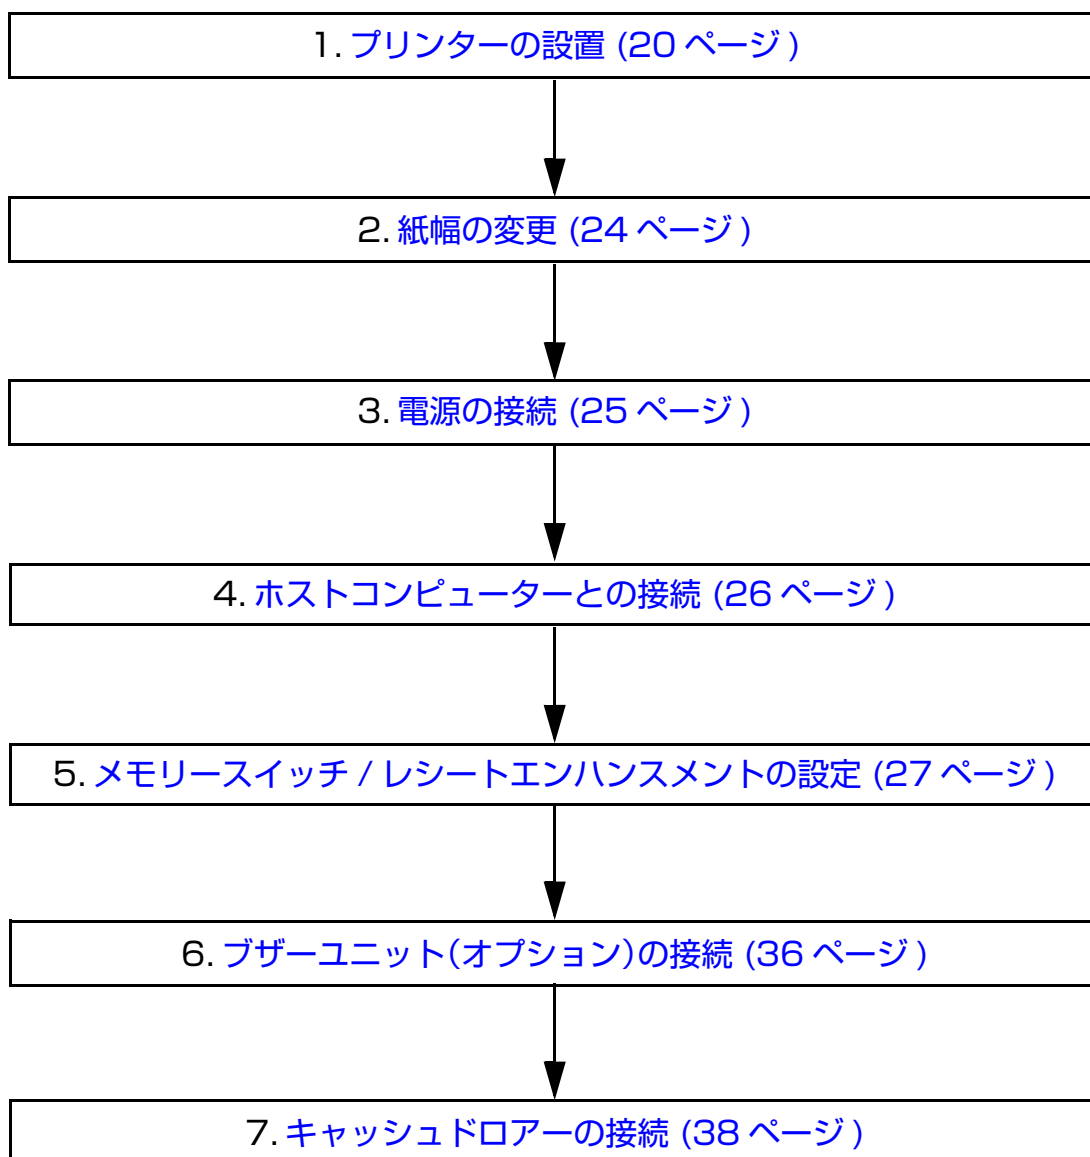 1. プリンターの設置 (20 ページ )
2. 紙幅の変更 (24 ページ )
3. 電源の接続 (25 ページ )
4. ホストコンピューターとの接続 (26 ページ )
5. メモリースイッチ / レシートエンハンスメントの設定 (27 ページ )
6. ブザーユニット(オプション)の接続 (36 ページ )
7. キャッシュドロアーの接続 (38 ページ )